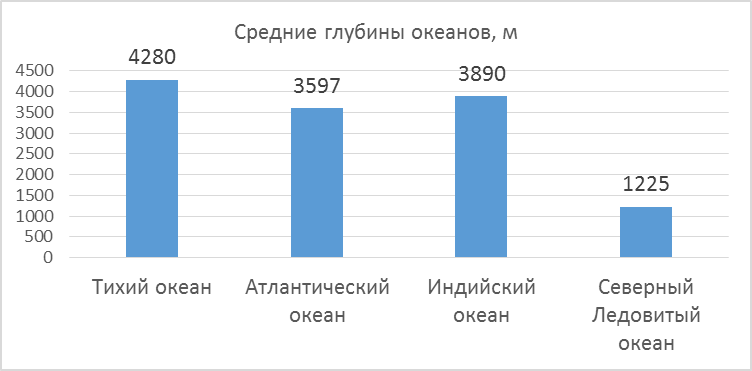 Средние глубины океанов, м
4280
3597
3890
1225
4500
4000
3500
3000
2500
2000
1500
1000
500
0
Тихий океан
Атлантический
океан
Индийский
океан
Северный
Ледовитый
океан